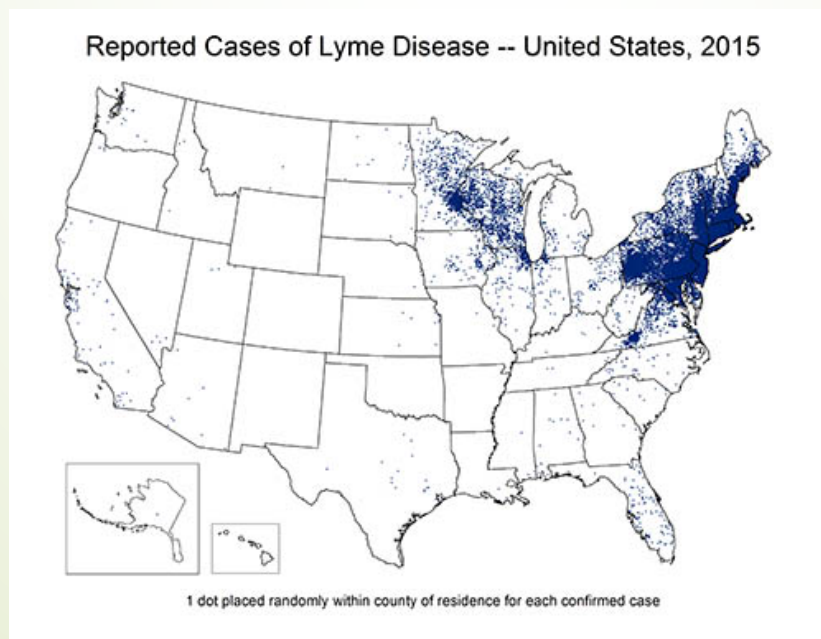 Reported Cases of Lyme Disease -- United States, 2015
1 dot placed randomly within county of residence for each confirmed case